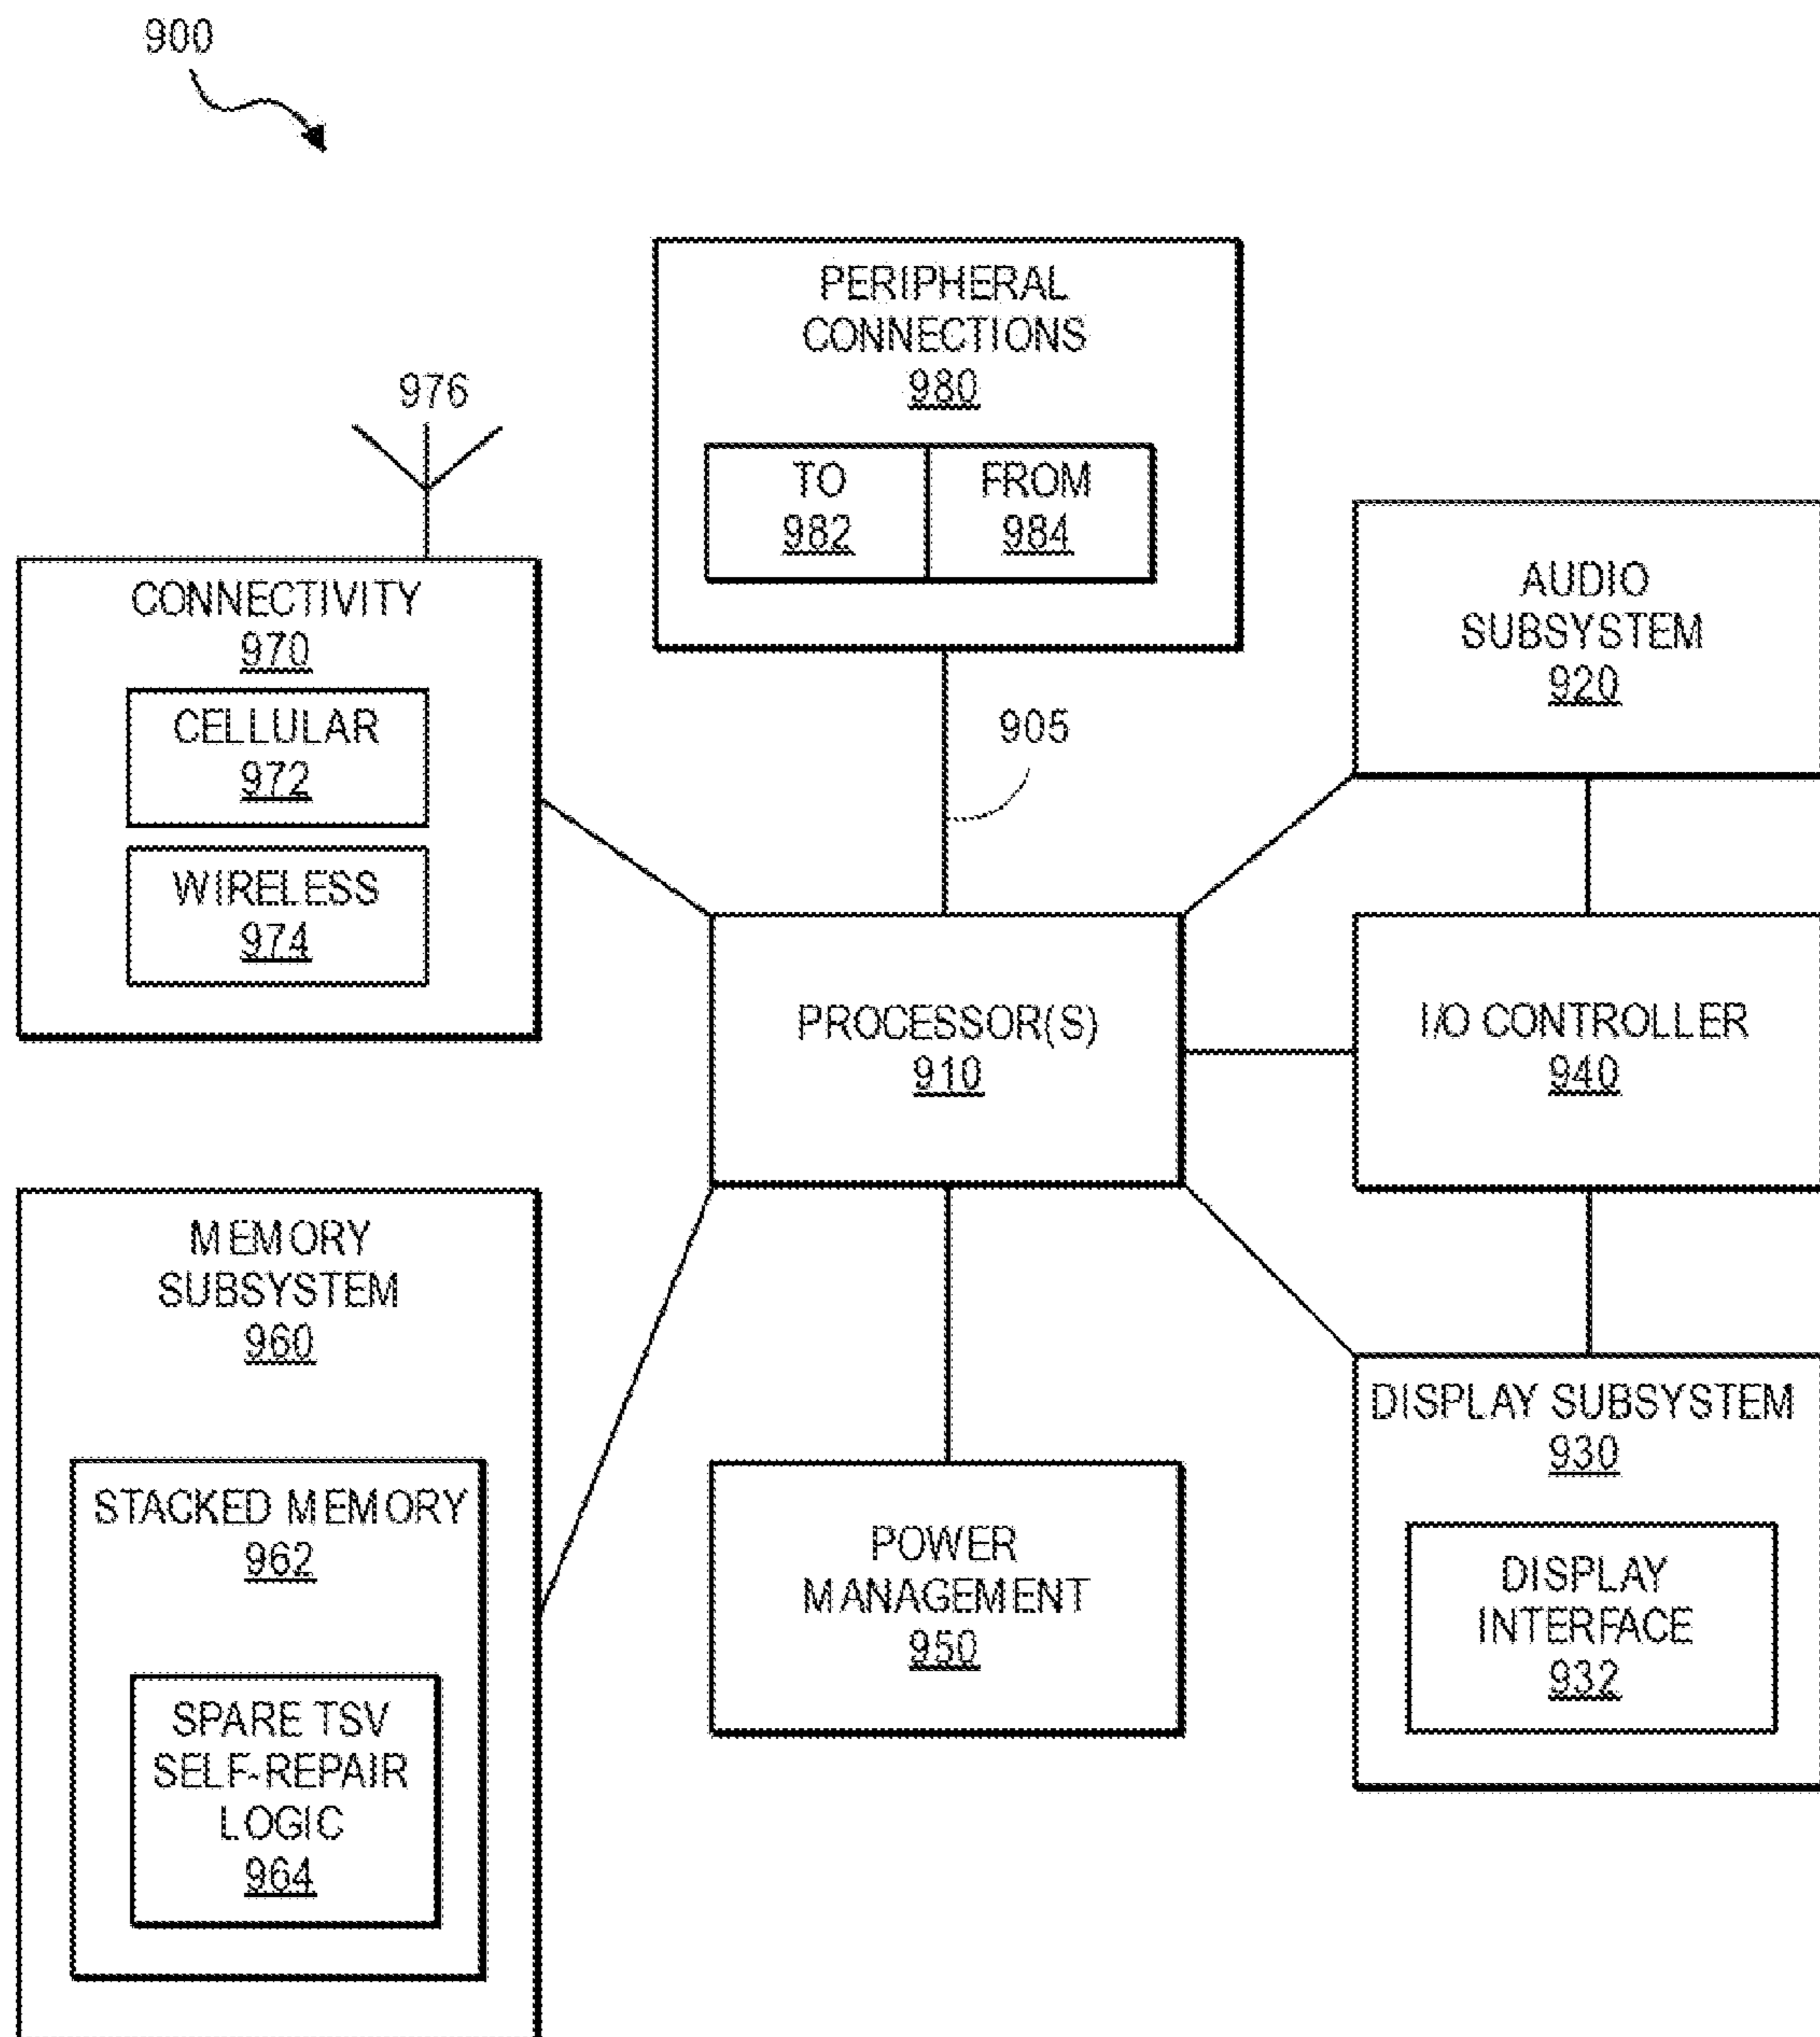 900
PERIPHERAL
CONNECTIONS
980
TO
982
FROM
984
976
CONNECTIVITY
970
CELLULAR
972
WIRELESS
974
AUDIO
SUBSYSTEM
920
905
PROCESSOR(S)
910
I/O CONTROLLER
940
MEMORY
SUBSYSTEM
960
STACKED MEMORY
962
SPARE TSV
SELF-REPAIR
LOGIC
964
POWER
MANAGEMENT
950
DISPLAY SUBSYSTEM
930
DISPLAY
INTERFACE
932